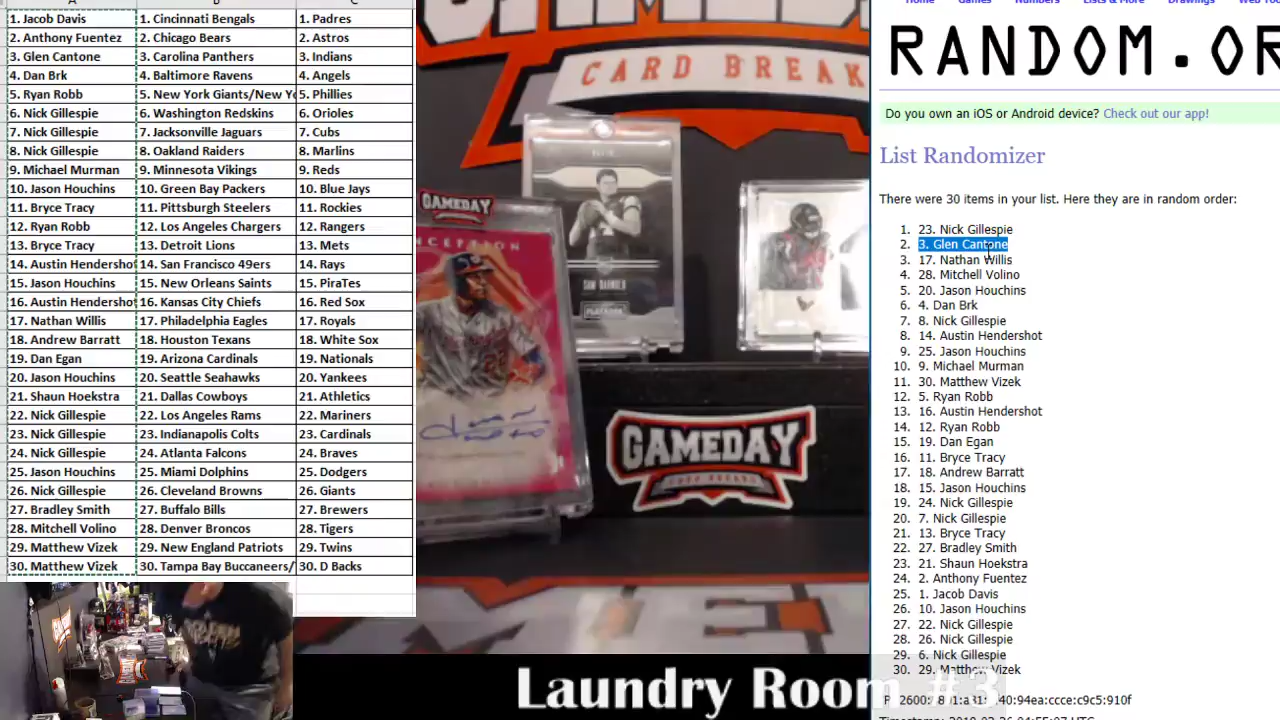 A B C
1. Jacob Davis 1. Cincinnati Bengals 1. Padres
2. Anthony Fuentez 2. Chicago Bears 2. Astros
3. Glen Cantone 3. Carolina Panthers 3. Indians
4. Dan Brk 4. Baltimore Ravens 4. Angels
5. Ryan Robb 5. New York Giants/New Yo 5. Phillies
6. Nick Gillespie 6. Washington Redskins 6. Orioles
7. Nick Gillespie 7. Jacksonville Jaguars 7. Cubs
8. Nick Gillespie 8. Oakland Raiders 8. Marlins
9. Michael Murman 9. Minnesota Vikings 9. Reds
10. Jason Houchins 10. Green Bay Packers 10. Blue Jays
11. Bryce Tracy 11. Pittsburgh Steelers 11. Rockies
12. Ryan Robb 12. Los Angeles Chargers 12. Rangers
13. Bryce Tracy 13. Detroit Lions 13. Mets
14. Austin Hendershot 14. San Francisco 49ers 14. Rays
15. Jason Houchins 15. New Orleans Saints 15. PiraTes
16. Austin Hendershot 16. Kansas City Chiefs 16. Red Sox
17. Nathan Willis 17. Philadelphia Eagles 17. Royals
18. Andrew Barratt 18. Houston Texans 18. White Sox
19. Dan Egan 19. Arizona Cardinals 19. Nationals
20. Jason Houchins 20. Seattle Seahawks 20. Yankees
21. Shaun Hoekstra 21. Dallas Cowboys 21. Athletics
22. Nick Gillespie 22. Los Angeles Rams 22. Mariners
23. Nick Gillespie 23. Indianapolis Colts 23. Cardinals
24. Nick Gillespie 24. Atlanta Falcons 24. Braves
25. Jason Houchins 25. Miami Dolphins 25. Dodgers
26. Nick Gillespie 26. Cleveland Browns 26. Giants
27. Bradley Smith 27. Buffalo Bills 27. Brewers
28. Mitchell Volino 28. Denver Broncos 28. Tigers
29. Matthew Vizek 29. New England Patriots 29. Twins
30. Matthew Vizek 30. Tampa Bay Buccaneers/ 30. D Backs
CARD BREAK
GAMEDAY
SAM DARNOLD
GAMEDAY
Laundry Room #3
Home Games Numbers Lists & More Drawings Web Too
RANDOM.OR
Do you own an iOS or Android device? Check out our app!
List Randomizer
There were 30 items in your list. Here they are in random order:
1. 23. Nick Gillespie
2. 3. Glen Cantone
3. 17. Nathan Willis
4. 28. Mitchell Volino
5. 20. Jason Houchins
6. 4. Dan Brk
7. 8. Nick Gillespie
8. 14. Austin Hendershot
9. 25. Jason Houchins
10. 9. Michael Murman
11. 30. Matthew Vizek
12. 5. Ryan Robb
13. 16. Austin Hendershot
14. 12. Ryan Robb
15. 19. Dan Egan
16. 11. Bryce Tracy
17. 18. Andrew Barratt
18. 15. Jason Houchins
19. 24. Nick Gillespie
20. 7. Nick Gillespie
21. 13. Bryce Tracy
22. 27. Bradley Smith
23. 21. Shaun Hoekstra
24. 2. Anthony Fuentez
25. 1. Jacob Davis
26. 10. Jason Houchins
27. 22. Nick Gillespie
28. 26. Nick Gillespie
29. 6. Nick Gillespie
30. 29. Matthew Vizek